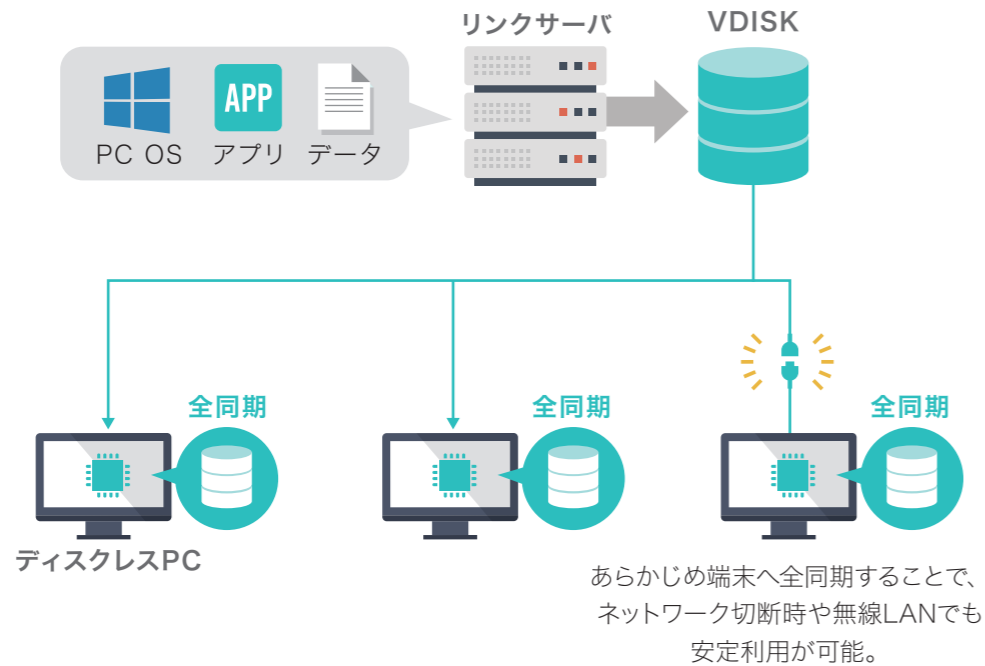 リンクサーバ
VDISK
APP
PC OS
アプリ
データ
全同期
全同期
全同期
ディスクレスPC
あらかじめ端末へ全同期することで、
ネットワーク切断時や無線LANでも
安定利用が可能。